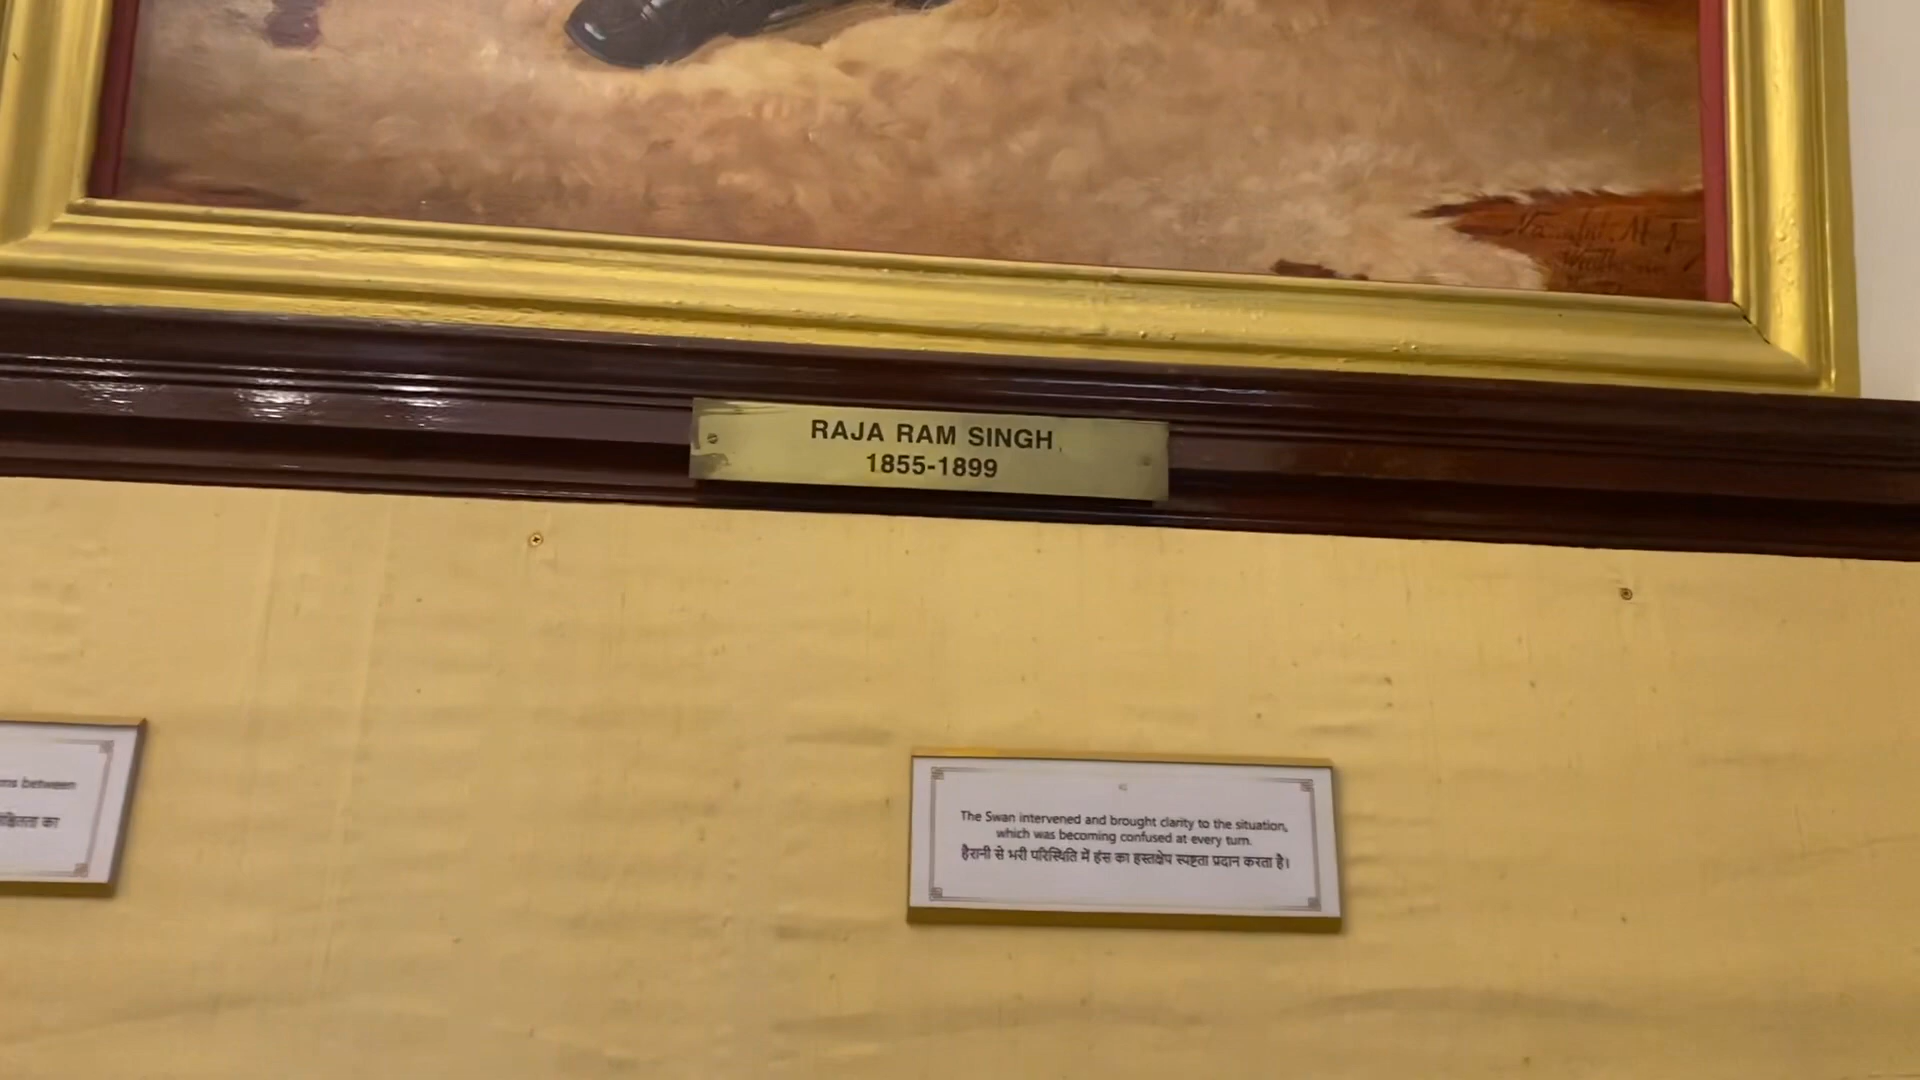 RAJA RAM SINGH
1855-1899
between
का
The Swan intervened and brought clarity to the situation,
which was becoming confused at every turn.
हैरानी से भरी परिस्थिति में हंस का हस्तक्षेप स्पष्टता प्रदान करता है।